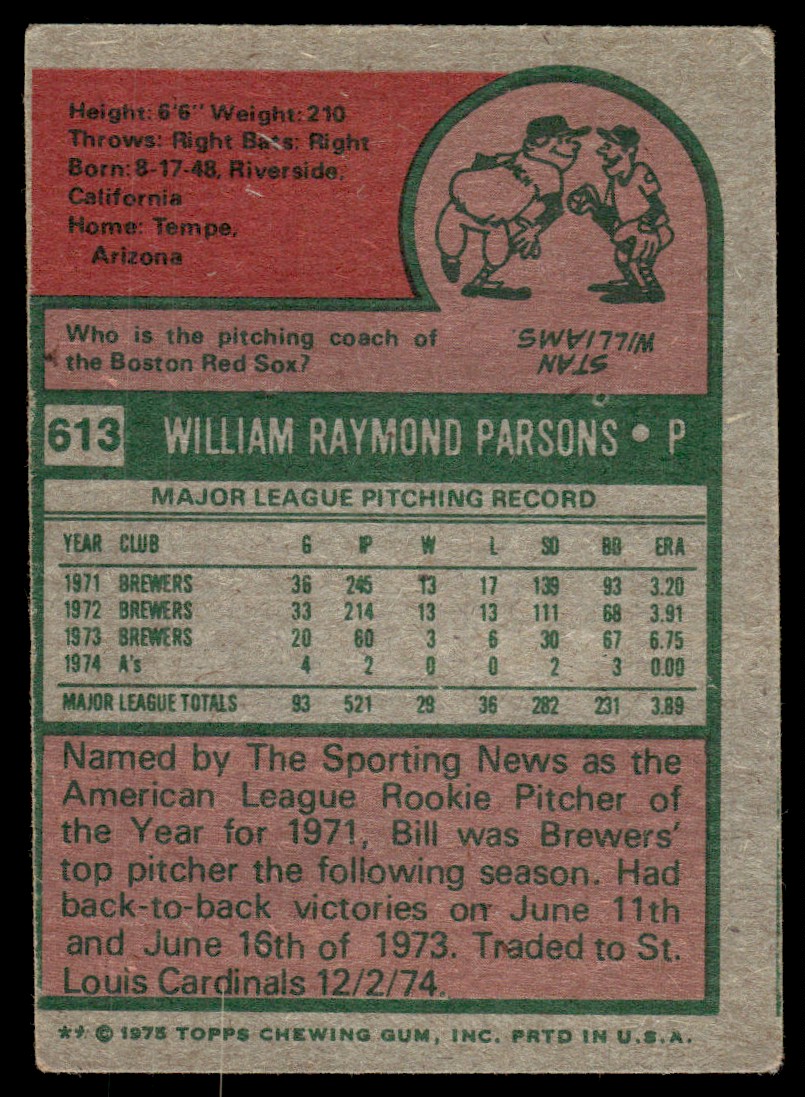 Height: 6'6" Weight: 210
Throws: Right Bats: Right
Born: 8-17-48, Riverside,
California
Home: Tempe,
Arizona
Who is the pitching coach of
the Boston Red Sox?
STAN
WILLIAMS
613 WILLIAM RAYMOND PARSONS • P
MAJOR LEAGUE PITCHING RECORD
YEAR CLUB G IP W L SO BB ERA
1971 BREWERS 36 245 13 17 139 93 3.20
1972 BREWERS 33 214 13 13 111 68 3.91
1973 BREWERS 20 60 3 6 30 67 6.75
1974 A's 4 2 0 0 2 3 0.00
MAJOR LEAGUE TOTALS 93 521 29 36 282 231 3.89
Named by The Sporting News as the
American League Rookie Pitcher of
the Year for 1971, Bill was Brewers'
top pitcher the following season. Had
back-to-back victories on June 11th
and June 16th of 1973. Traded to St.
Louis Cardinals 12/2/74.
** © 1975 TOPPS CHEWING GUM, INC. PRTD IN U.S.A.